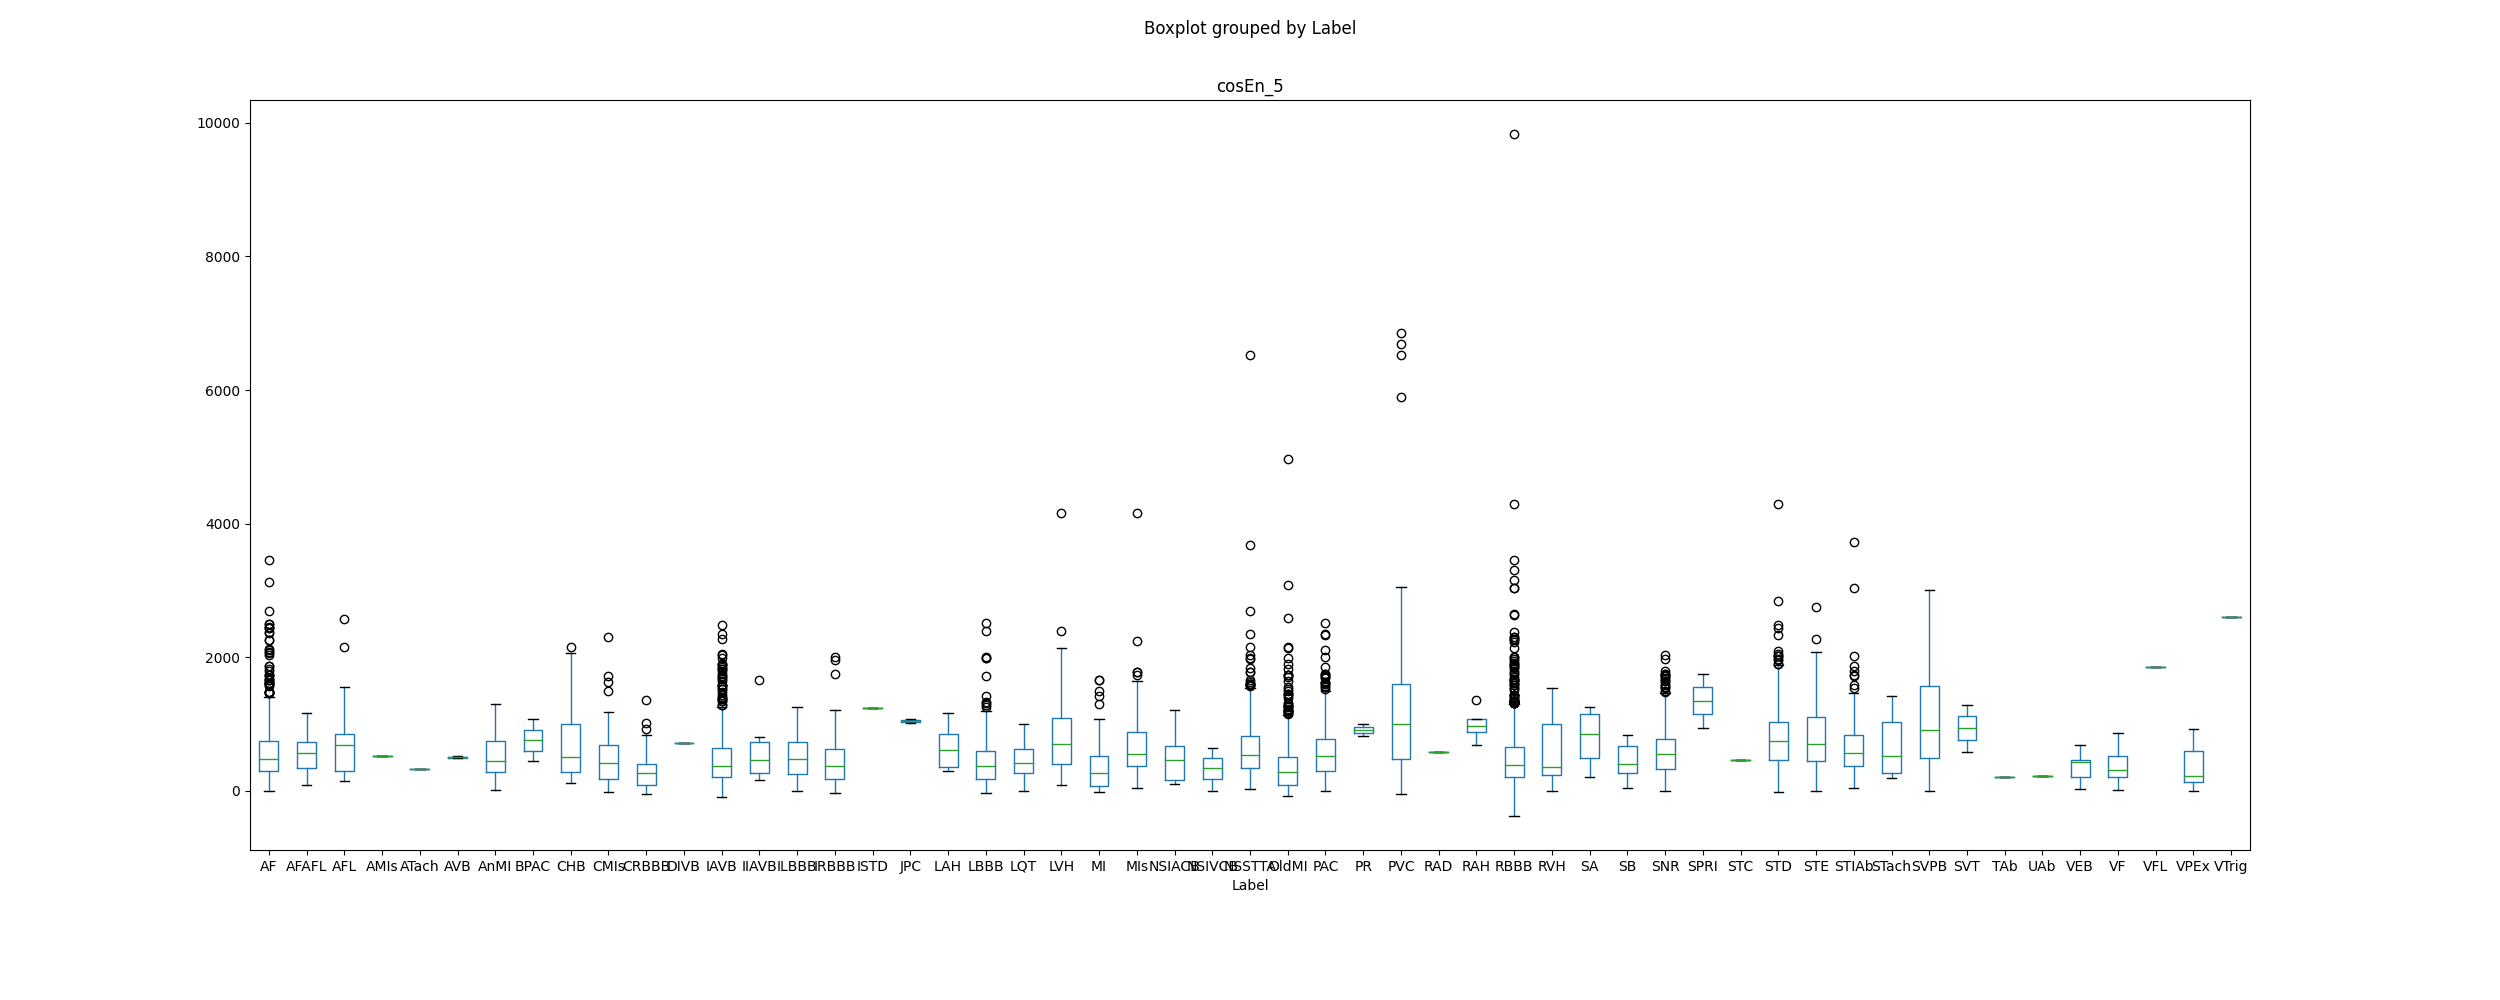 Boxplot grouped by Label
cosEn_5
10000
8000
6000
4000
2000
0
AF AFAFL AFL AMIs ATach AVB AnMI BPAC CHB CMIs CRBBB DIVB IAVB IIAVB ILBBB IRBBB ISTD JPC LAH LBBB LQT LVH MI MIs NSIACB NSIVCB NSSTTA OldMI PAC PR PVC RAD RAH RBBB RVH SA SB SNR SPRI STC STD STE STIAb STach SVPB SVT TAb UAb VEB VF VFL VPEx VTrig
Label